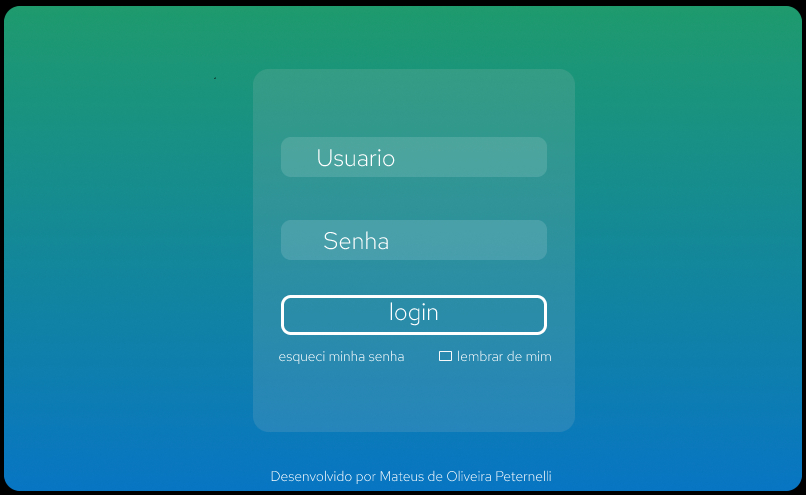 Usuario
Senha
login
esqueci minha senha
lembrar de mim
Desenvolvido por Mateus de Oliveira Peternelli